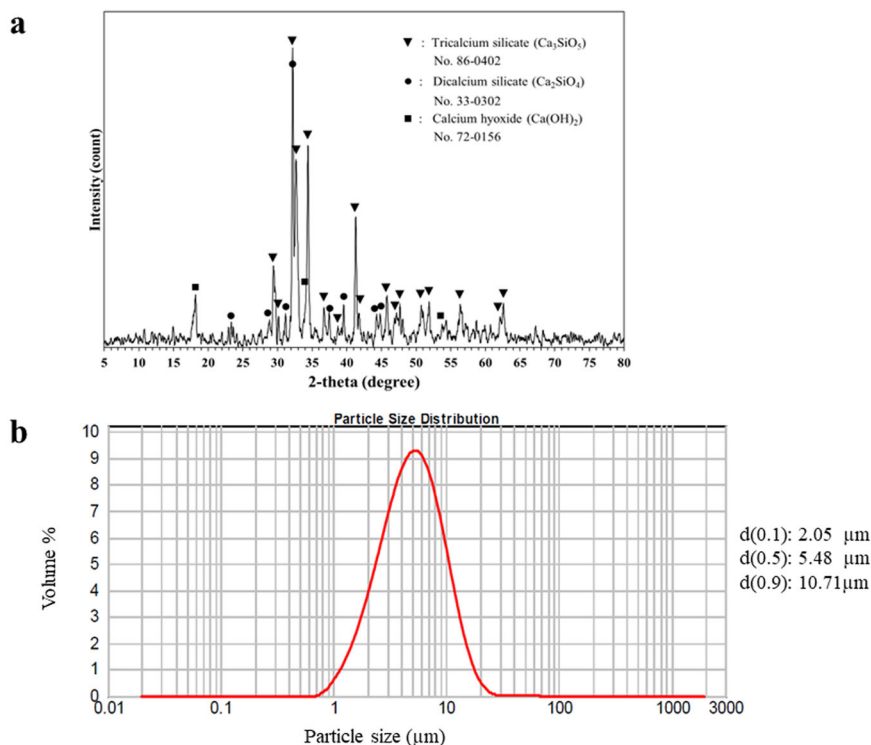 a
▼ : Tricalcium silicate (Ca₃SiO₅)
No. 86-0402
● : Dicalcium silicate (Ca₂SiO₄)
No. 33-0302
■ : Calcium hyoxide (Ca(OH)₂)
No. 72-0156
Intensity (count)
5 10 15 20 25 30 35 40 45 50 55 60 65 70 75 80
2-theta (degree)
b
Particle Size Distribution
10
9
8
7
6
5
4
3
2
1
0
Volume %
0.01 0.1 1 10 100 1000 3000
Particle size (µm)
d(0.1): 2.05 µm
d(0.5): 5.48 µm
d(0.9): 10.71µm